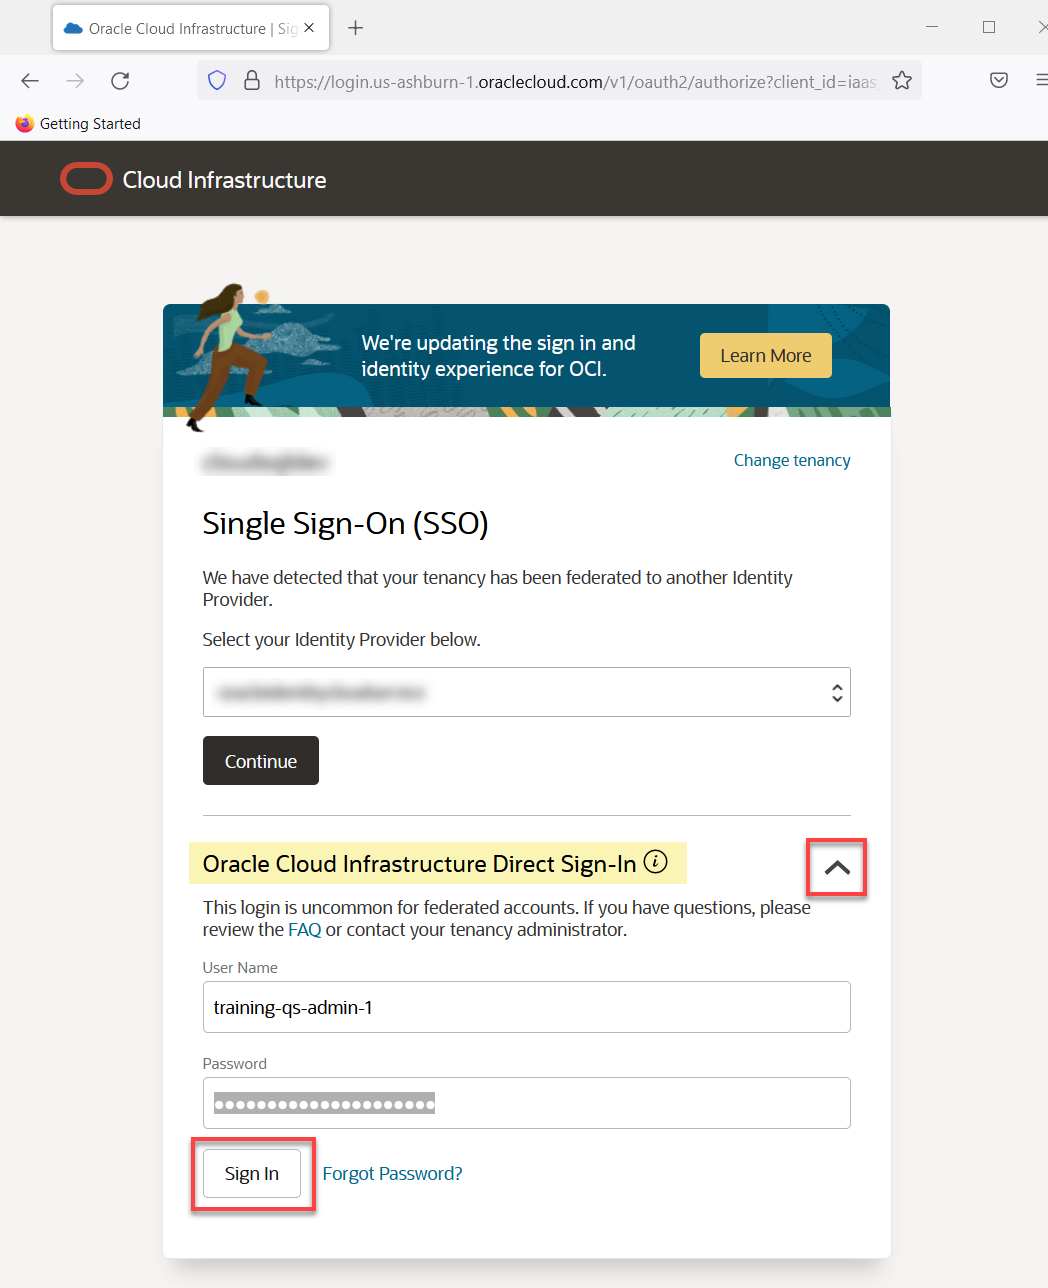 Oracle Cloud Infrastructure | Sig
https://login.us-ashburn-1.oraclecloud.com/v1/oauth2/authorize?client_id=iaas_
Getting Started
Cloud Infrastructure
We're updating the sign in and
identity experience for OCI.
Learn More
Change tenancy
Single Sign-On (SSO)
We have detected that your tenancy has been federated to another Identity
Provider.
Select your Identity Provider below.
Continue
Oracle Cloud Infrastructure Direct Sign-In
This login is uncommon for federated accounts. If you have questions, please
review the FAQ or contact your tenancy administrator.
User Name
training-qs-admin-1
Password
Sign In
Forgot Password?